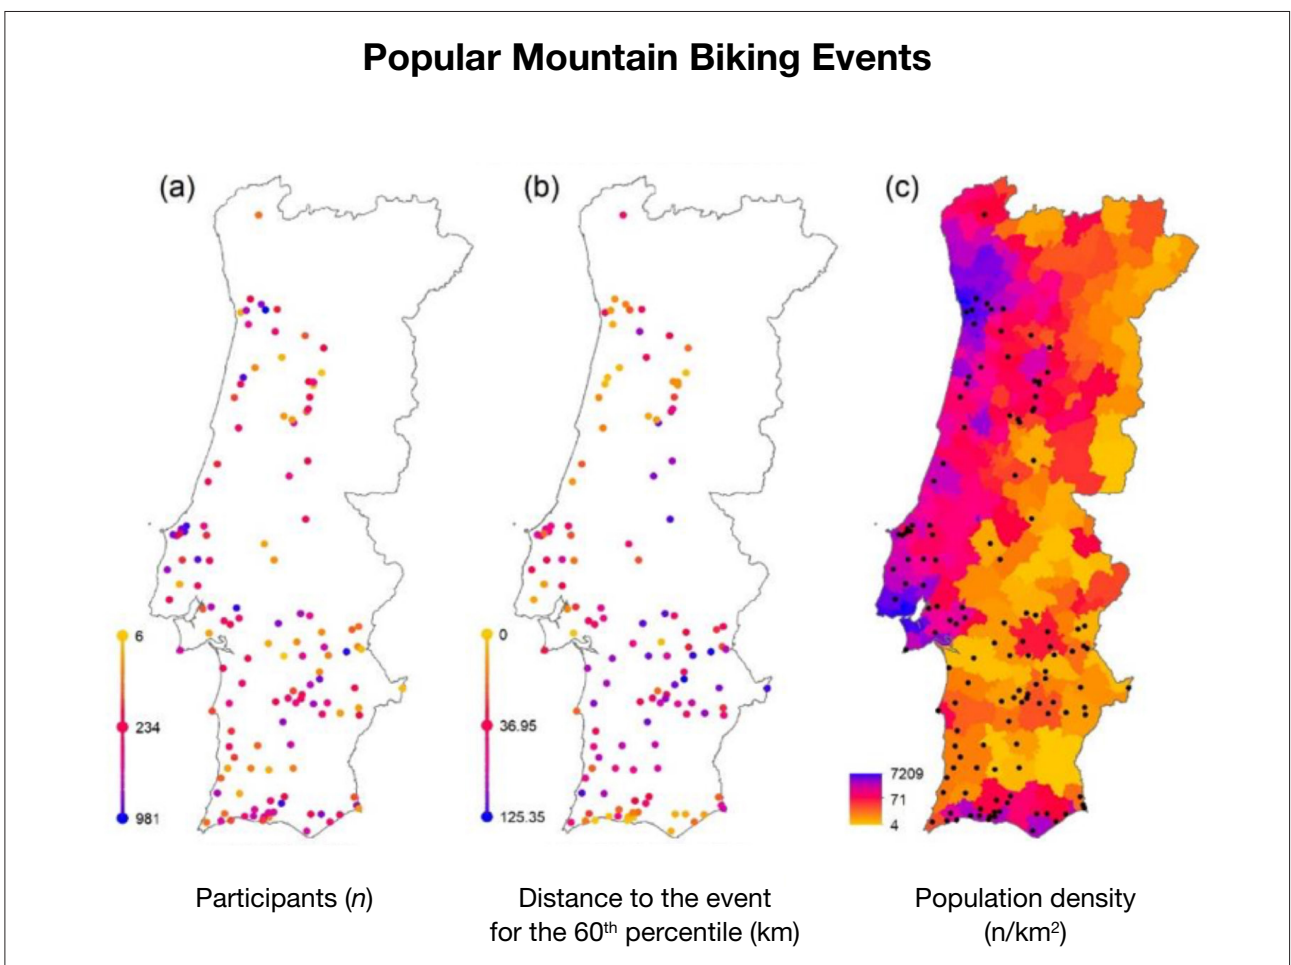 Popular Mountain Biking Events
(a)
(b)
(c)
6
234
981
0
36.95
125.35
7209
71
4
Participants (n)
Distance to the event
for the 60th percentile (km)
Population density
(n/km²)